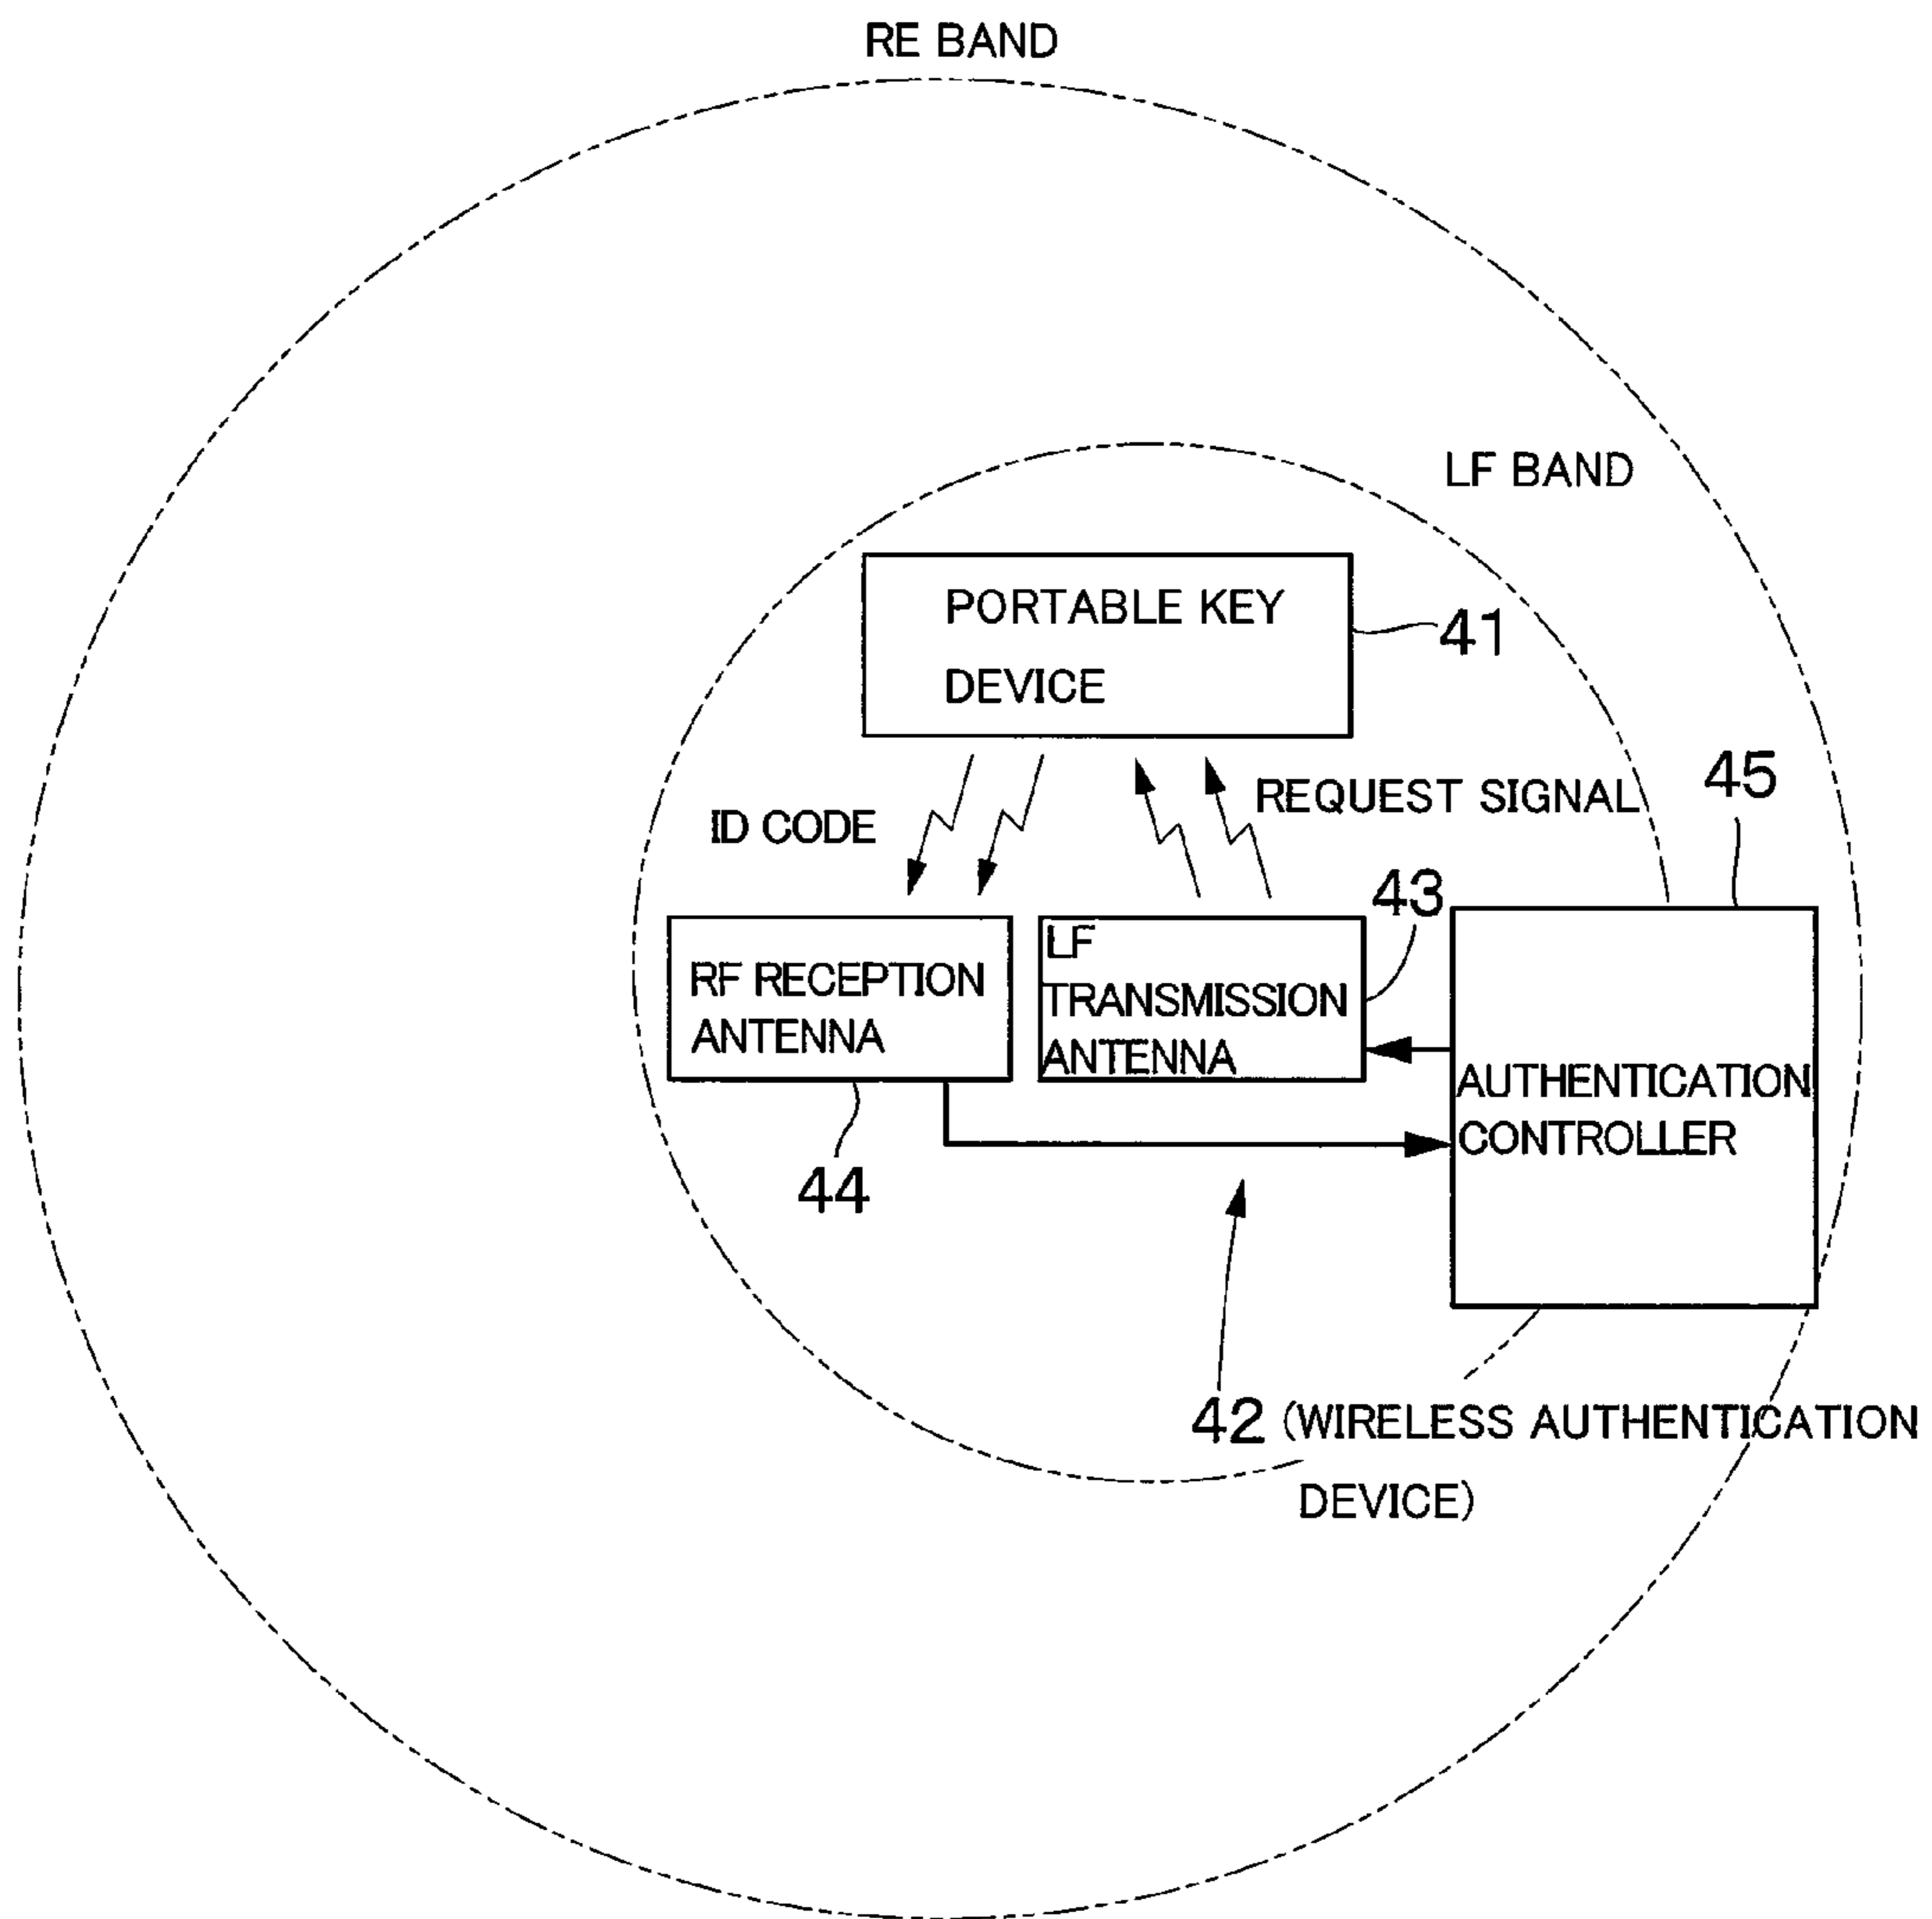 RE BAND
LF BAND
PORTABLE KEY
DEVICE
41
ID CODE
REQUEST SIGNAL
45
43
RF RECEPTION
ANTENNA
LF
TRANSMISSION
ANTENNA
AUTHENTICATION
CONTROLLER
44
42 (WIRELESS AUTHENTICATION
DEVICE)